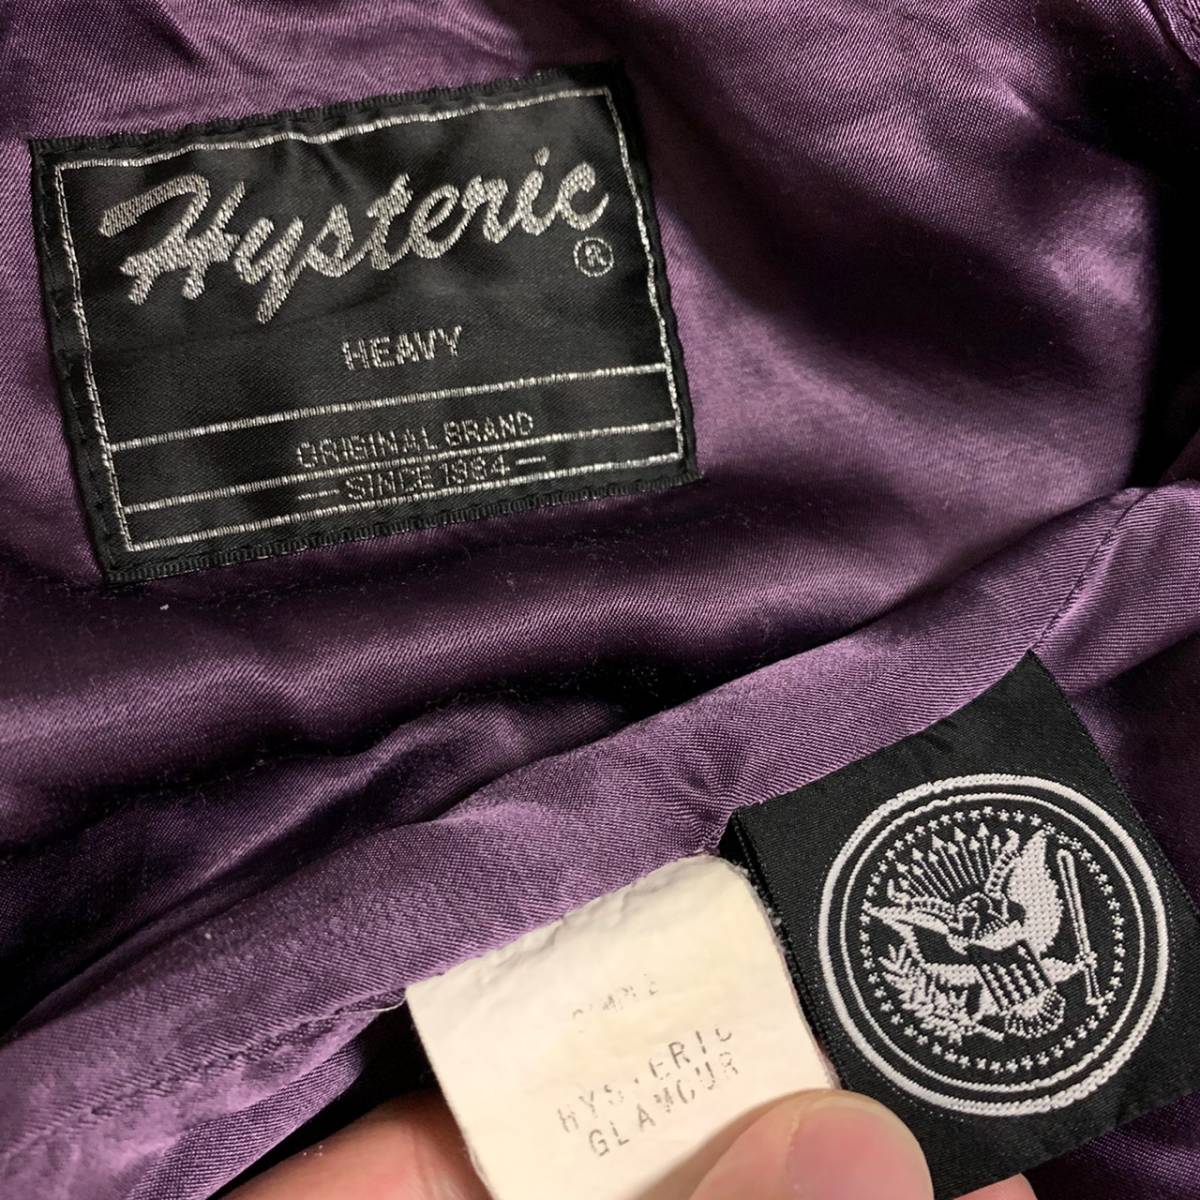 Hysteric
®
HEAVY
ORIGINAL BRAND
SINCE 1984
HYSTERIC
GLAMOUR